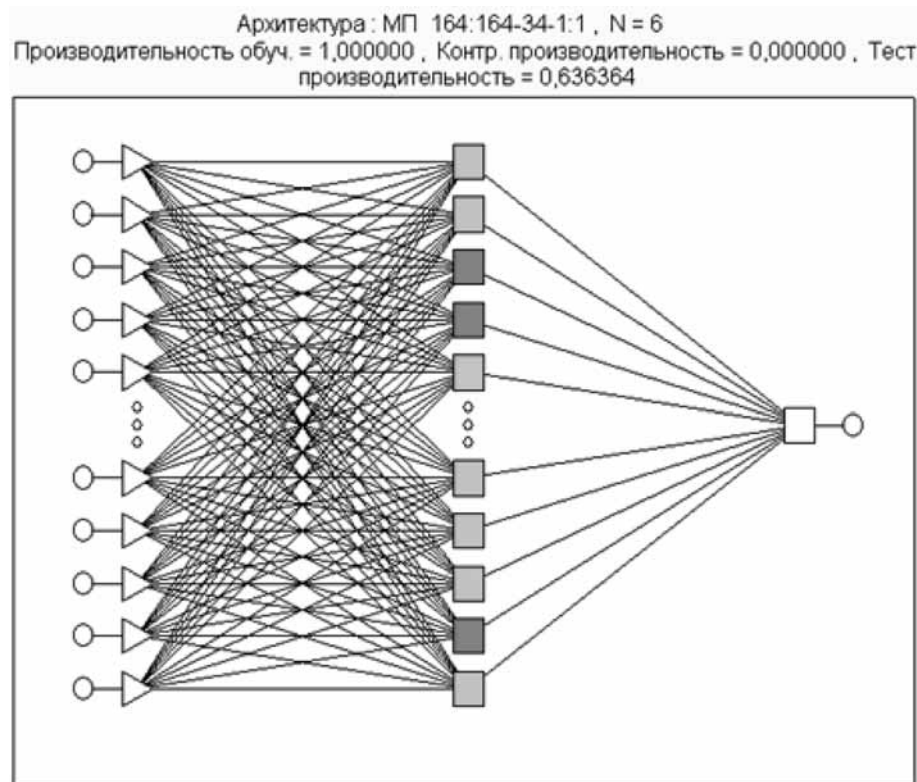 Архитектура : МП 164:164-34-1:1 , N = 6
Производительность обуч. = 1,000000 , Контр. производительность = 0,000000 , Тест
производительность = 0,636364